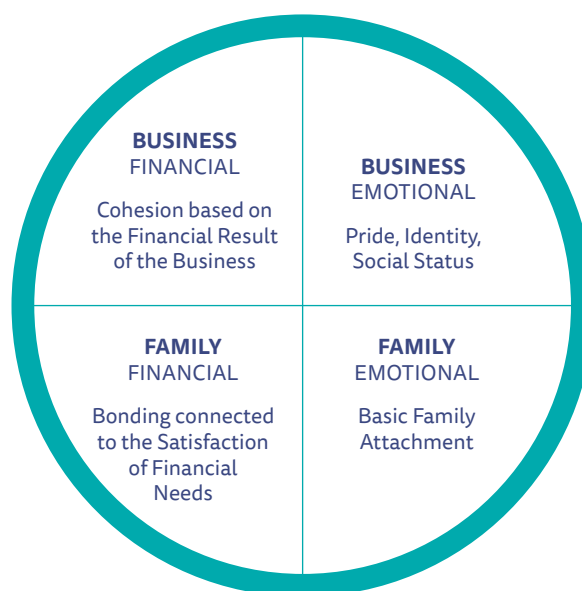 BUSINESS
FINANCIAL
Cohesion based on
the Financial Result
of the Business
BUSINESS
EMOTIONAL
Pride, Identity,
Social Status
FAMILY
FINANCIAL
Bonding connected
to the Satisfaction
of Financial
Needs
FAMILY
EMOTIONAL
Basic Family
Attachment